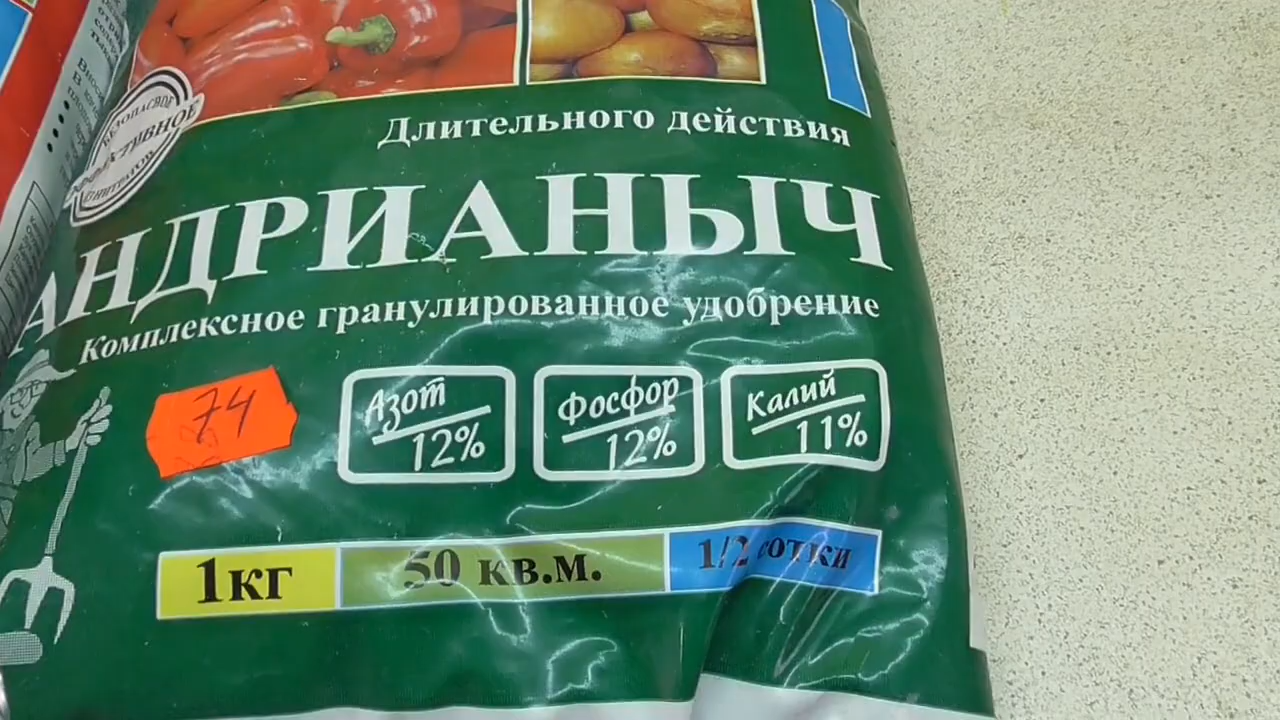 Длительного действия
АНДРИАНЫЧ
Комплексное гранулированное удобрение
74
Азот
12%
Фосфор
12%
Калий
11%
1кг
50 кв.м.
1/2 сотки